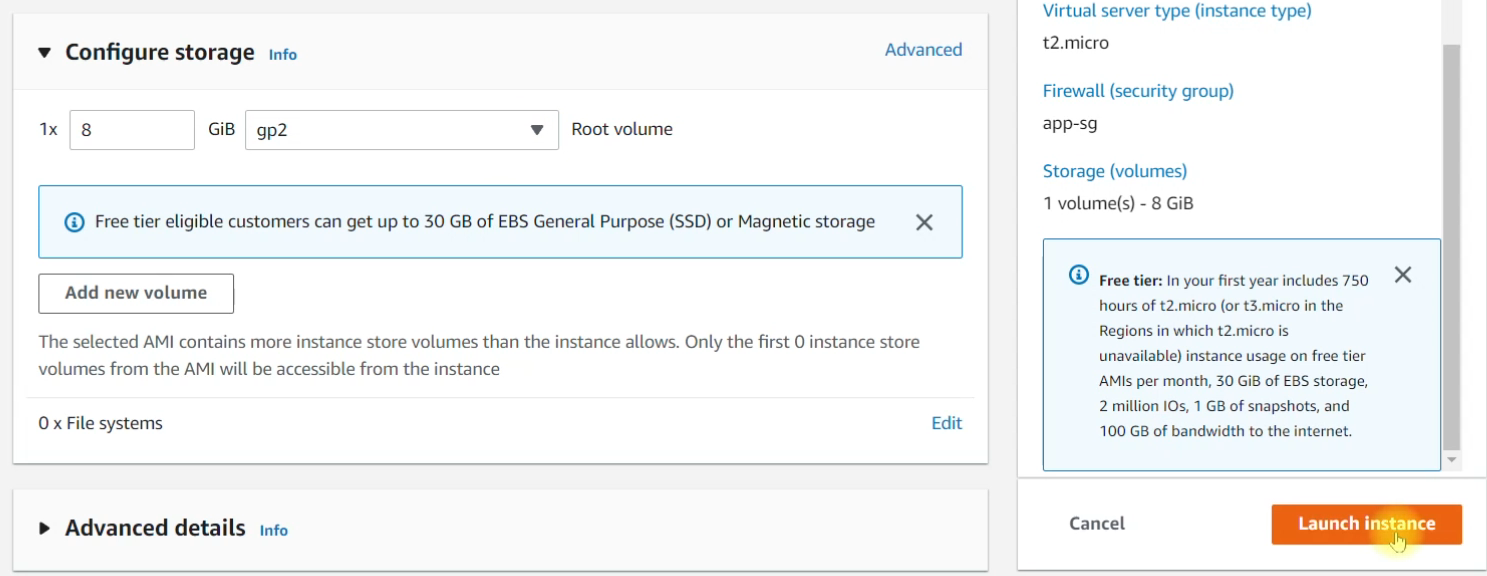 Configure storage Info
Advanced
1x 8 GiB gp2 Root volume
Free tier eligible customers can get up to 30 GB of EBS General Purpose (SSD) or Magnetic storage
Add new volume
The selected AMI contains more instance store volumes than the instance allows. Only the first 0 instance store
volumes from the AMI will be accessible from the instance
0 x File systems
Edit
Advanced details Info
Virtual server type (instance type)
t2.micro
Firewall (security group)
app-sg
Storage (volumes)
1 volume(s) - 8 GiB
Free tier: In your first year includes 750
hours of t2.micro (or t3.micro in the
Regions in which t2.micro is
unavailable) instance usage on free tier
AMIs per month, 30 GiB of EBS storage,
2 million IOs, 1 GB of snapshots, and
100 GB of bandwidth to the internet.
Cancel
Launch instance